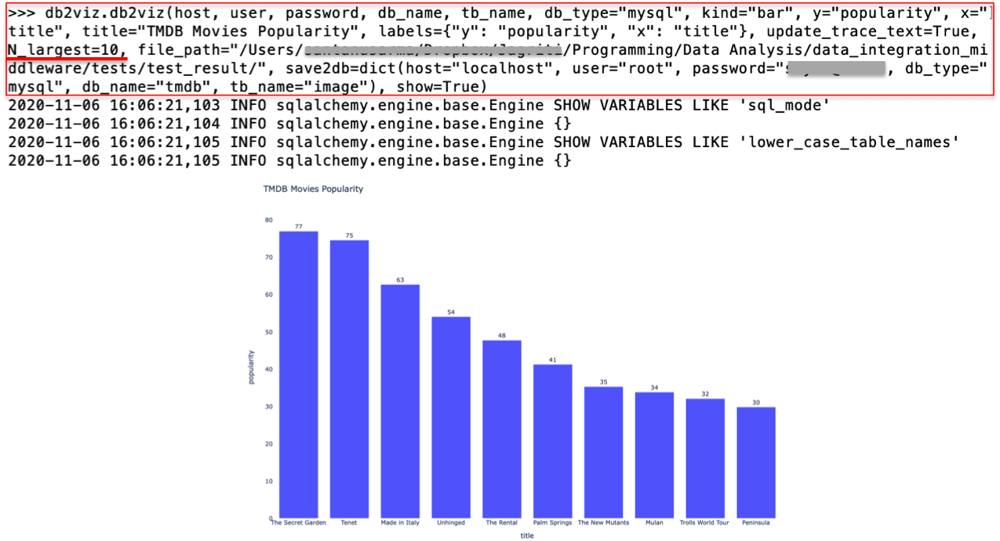 >>> db2viz.db2viz(host, user, password, db_name, tb_name, db_type="mysql", kind="bar", y="popularity", x="
title", title="TMDB Movies Popularity", labels={"y": "popularity", "x": "title"}, update_trace_text=True,
N_largest=10, file_path="/Users/ /Programming/Data Analysis/data_integration_mi
ddleware/tests/test_result/", save2db=dict(host="localhost", user="root", password=" , db_type="
mysql", db_name="tmdb", tb_name="image"), show=True)
2020-11-06 16:06:21,103 INFO sqlalchemy.engine.base.Engine SHOW VARIABLES LIKE 'sql_mode'
2020-11-06 16:06:21,104 INFO sqlalchemy.engine.base.Engine {}
2020-11-06 16:06:21,105 INFO sqlalchemy.engine.base.Engine SHOW VARIABLES LIKE 'lower_case_table_names'
2020-11-06 16:06:21,105 INFO sqlalchemy.engine.base.Engine {}
TMDB Movies Popularity
80
70
60
50
40
30
20
10
0
popularity
77
75
63
54
48
41
35
34
32
30
The Secret Garden
Tenet
Made in Italy
Unhinged
The Rental
Palm Springs
The New Mutants
Mulan
Trolls World Tour
Peninsula
title